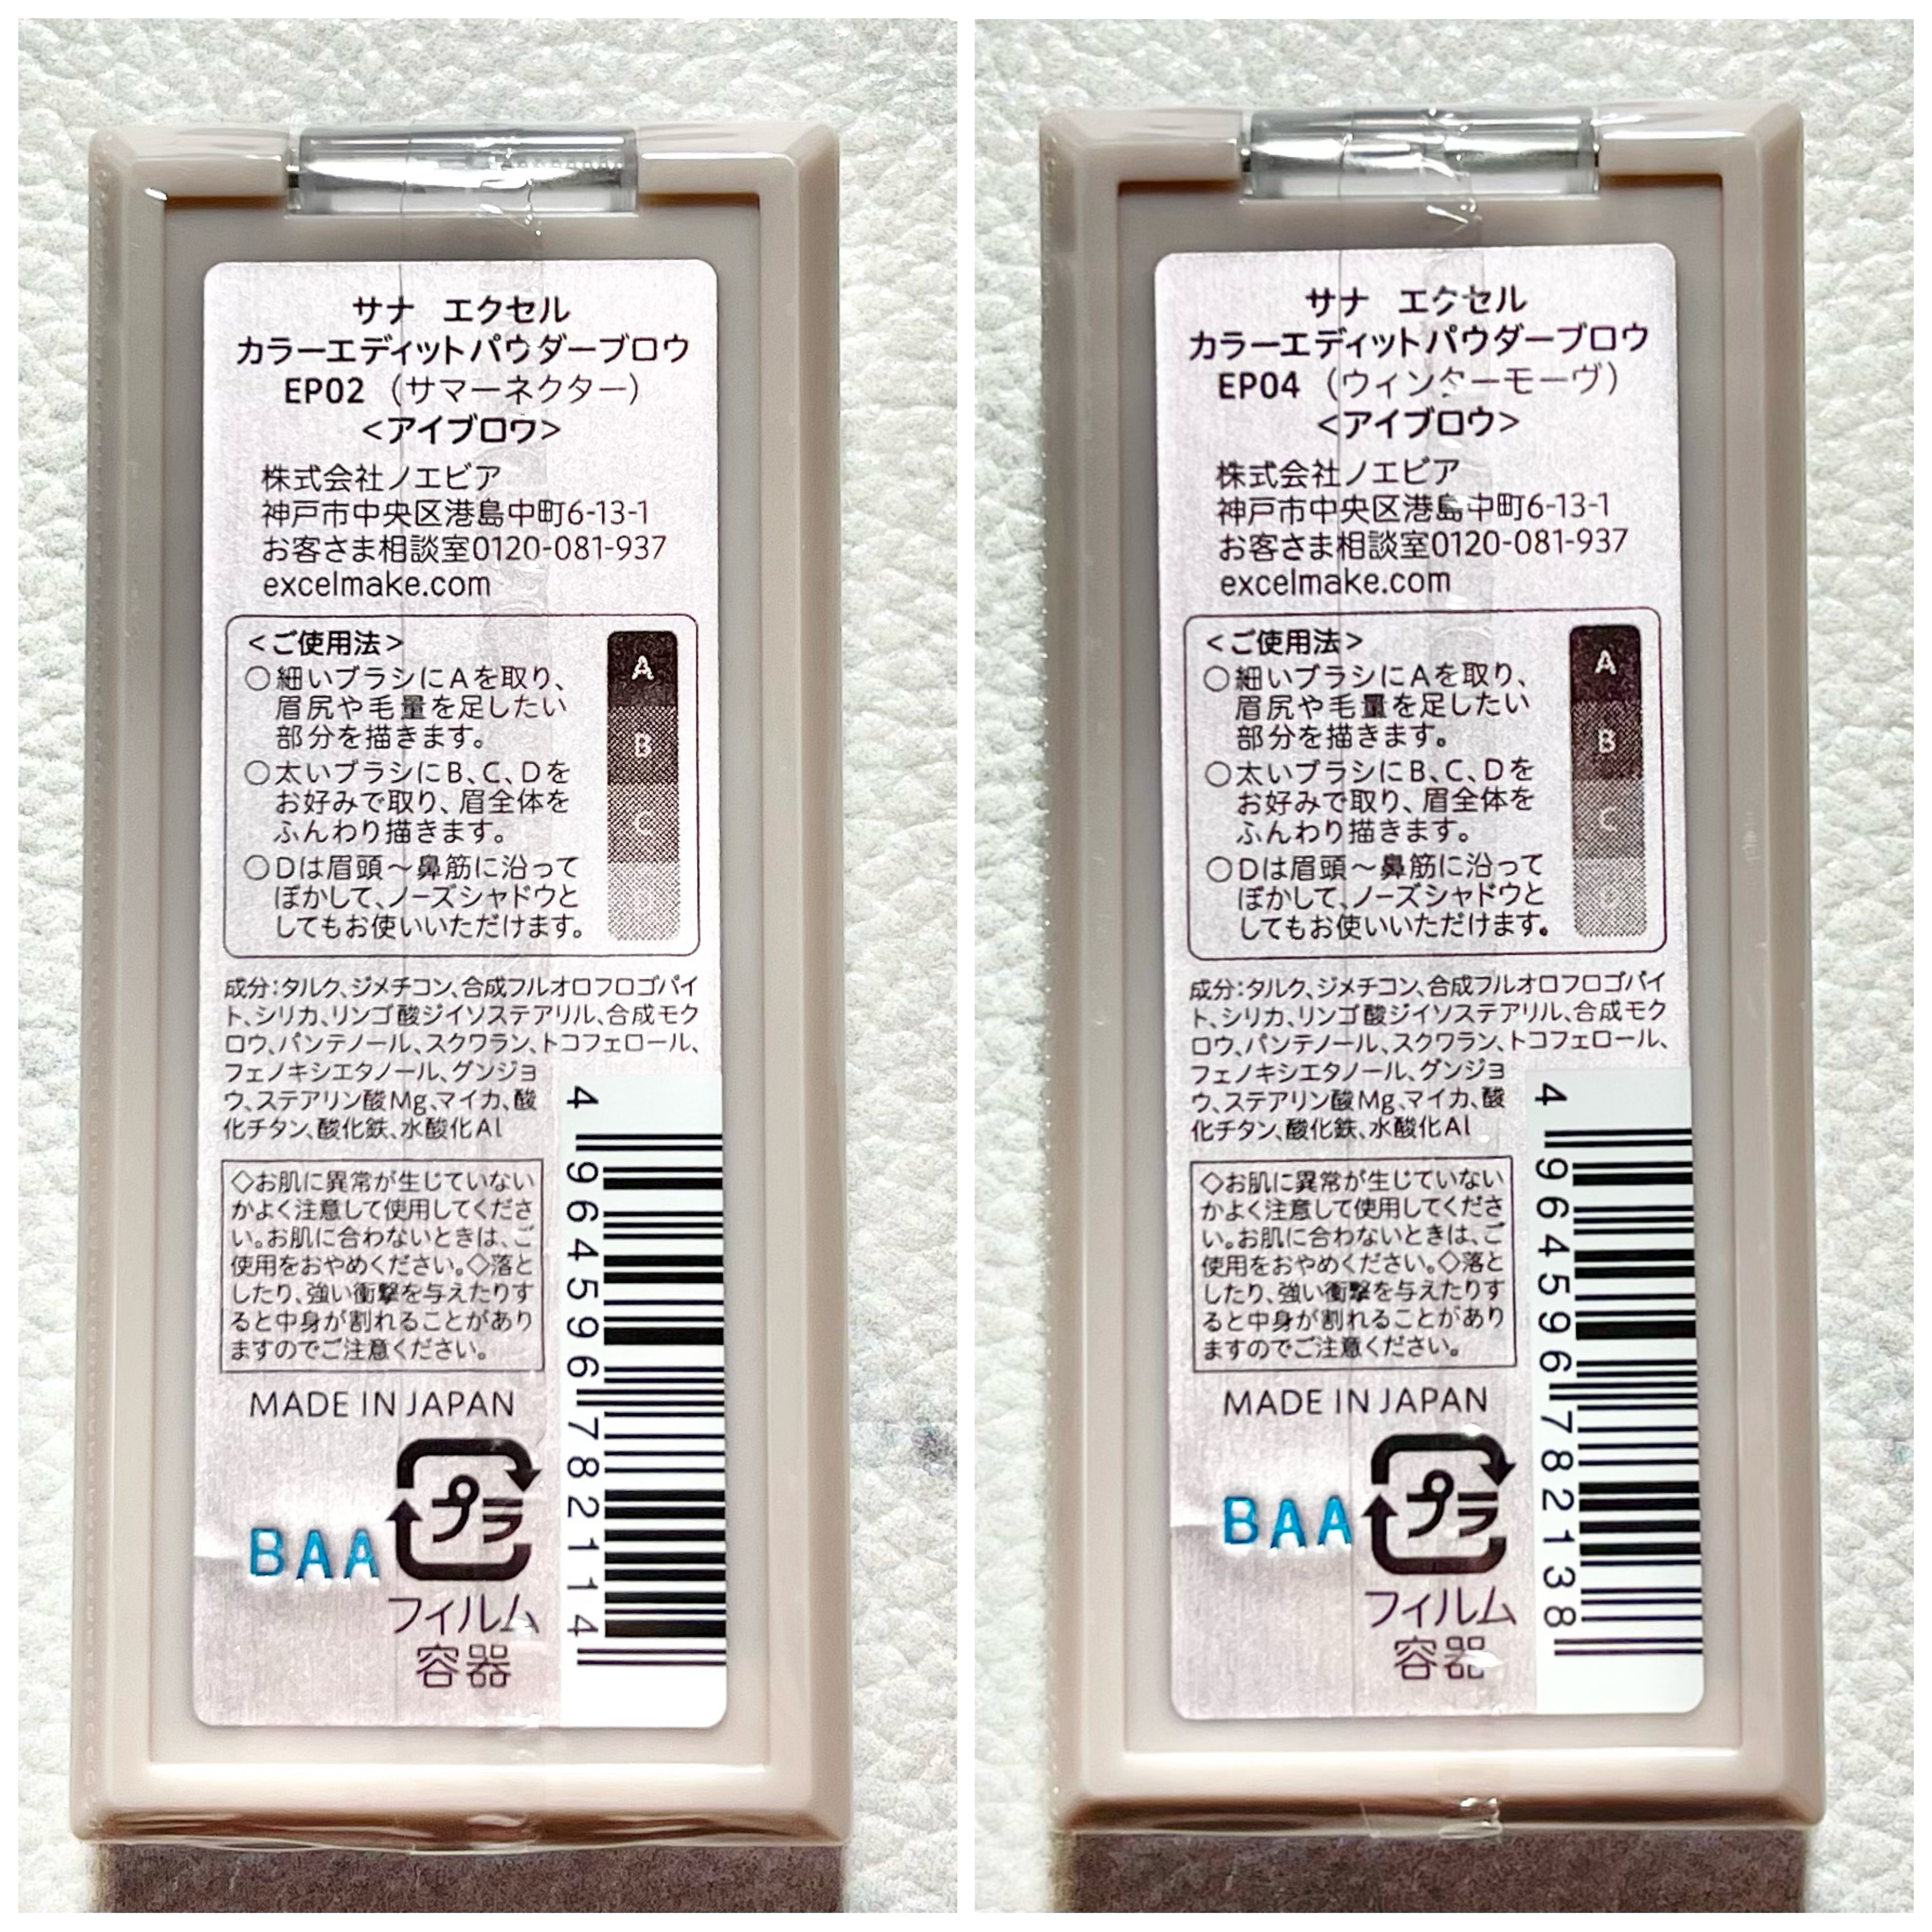 サナ エクセル
カラーエディットパウダーブロウ
EP02（サマーネクター）
<アイブロウ>
株式会社ノエビア
神戸市中央区港島中町6-13-1
お客さま相談室0120-081-937
excelmake.com
<ご使用法>
○細いブラシにAを取り、
眉尻や毛量を足したい
部分を描きます。
○太いブラシにB、C、Dを
お好みで取り、眉全体を
ふんわり描きます。
○Dは眉頭～鼻筋に沿って
ぼかして、ノーズシャドウと
してもお使いいただけます。
A
B
C
D
成分：タルク、ジメチコン、合成フルオロフロゴパイ
ト、シリカ、リンゴ酸ジイソステアリル、合成モク
ロウ、パンテノール、スクワラン、トコフェロール、
フェノキシエタノール、グンジョ
ウ、ステアリン酸Mg、マイカ、酸
化チタン、酸化鉄、水酸化Al
◇お肌に異常が生じていない
かよく注意して使用してくださ
い。お肌に合わないときは、ご
使用をおやめください。◇落と
したり、強い衝撃を与えたりす
ると中身が割れることがあり
ますのでご注意ください。
MADE IN JAPAN
BAA
プラ
フィルム
容器
4 964596 782114
サナ エクセル
カラーエディットパウダーブロウ
EP04（ウィンターモーヴ）
<アイブロウ>
株式会社ノエビア
神戸市中央区港島中町6-13-1
お客さま相談室0120-081-937
excelmake.com
<ご使用法>
○細いブラシにAを取り、
眉尻や毛量を足したい
部分を描きます。
○太いブラシにB、C、Dを
お好みで取り、眉全体を
ふんわり描きます。
○Dは眉頭～鼻筋に沿って
ぼかして、ノーズシャドウと
してもお使いいただけます。
A
B
C
D
成分：タルク、ジメチコン、合成フルオロフロゴパイ
ト、シリカ、リンゴ酸ジイソステアリル、合成モク
ロウ、パンテノール、スクワラン、トコフェロール、
フェノキシエタノール、グンジョ
ウ、ステアリン酸Mg、マイカ、酸
化チタン、酸化鉄、水酸化Al
◇お肌に異常が生じていない
かよく注意して使用してくださ
い。お肌に合わないときは、ご
使用をおやめください。◇落と
したり、強い衝撃を与えたりす
ると中身が割れることがあり
ますのでご注意ください。
MADE IN JAPAN
BAA
プラ
フィルム
容器
4 964596 782138